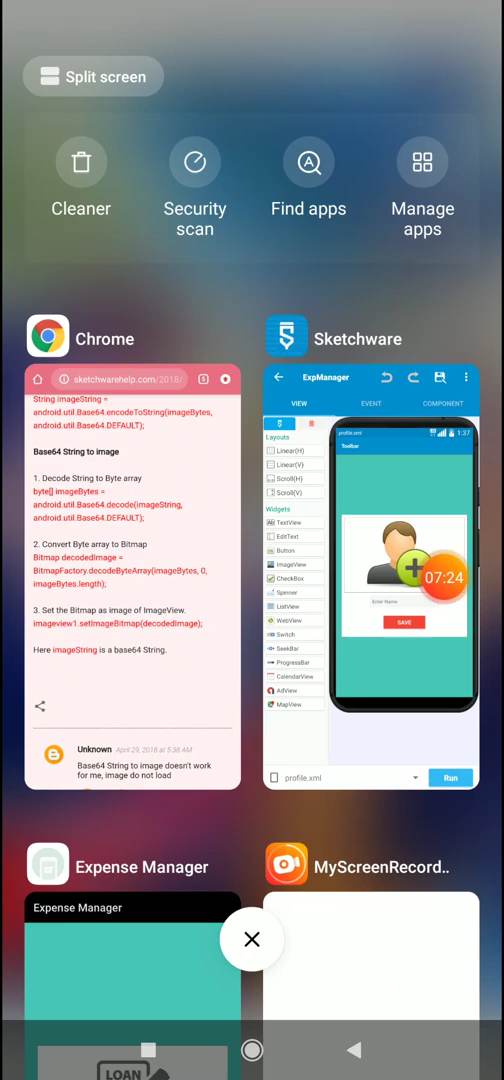 Split screen
Cleaner
Security scan
Find apps
Manage apps
Chrome
Sketchware
sketchwarehelp.com/2018/
5
String imageString =
android.util.Base64.encodeToString(imageBytes,
android.util.Base64.DEFAULT);
Base64 String to image
1. Decode String to Byte array
byte[] imageBytes =
android.util.Base64.decode(imageString,
android.util.Base64.DEFAULT);
2. Convert Byte array to Bitmap
Bitmap decodedImage =
BitmapFactory.decodeByteArray(imageBytes, 0,
imageBytes.length);
3. Set the Bitmap as image of ImageView.
imageview1.setImageBitmap(decodedImage);
Here imageString is a base64 String.
Unknown April 29, 2018 at 5:38 AM
Base64 String to image doesn't work
for me, image do not load
ExpManager
VIEW
EVENT
COMPONENT
Layouts
Linear(H)
Linear(V)
Scroll(H)
Scroll(V)
Widgets
Ab TextView
EditText
Button
ImageView
CheckBox
Spinner
ListView
WebView
Switch
SeekBar
ProgressBar
CalendarView
AdView
MapView
profile.xml
1:37
Toolbar
07:24
Enter Name
SAVE
profile.xml
Run
Expense Manager
MyScreenRecord..
Expense Manager
LOAN